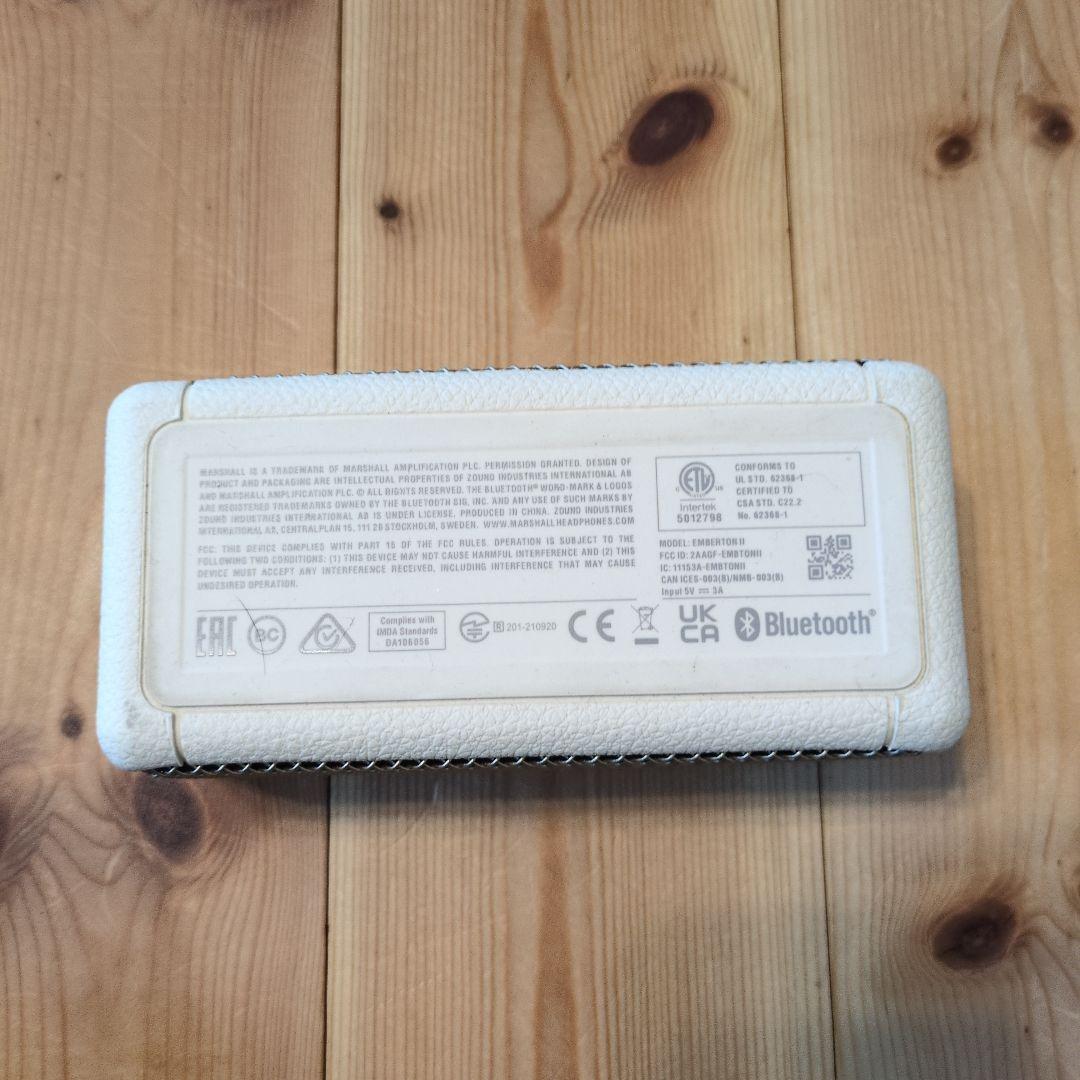 MARSHALL IS A TRADEMARK OF MARSHALL AMPLIFICATION PLC. PERMISSION GRANTED. DESIGN OF
PRODUCT AND PACKAGING ARE INTELLECTUAL PROPERTIES OF ZOUND INDUSTRIES INTERNATIONAL AB
AND MARSHALL AMPLIFICATION PLC. © ALL RIGHTS RESERVED. THE BLUETOOTH® WORD-MARK & LOGOS
ARE REGISTERED TRADEMARKS OWNED BY THE BLUETOOTH SIG, INC. AND ANY USE OF SUCH MARKS BY
ZOUND INDUSTRIES INTERNATIONAL AB IS UNDER LICENSE. PRODUCED IN CHINA. ZOUND INDUSTRIES
INTERNATIONAL AB, CENTRALPLAN 15, 111 20 STOCKHOLM, SWEDEN. WWW.MARSHALLHEADPHONES.COM
FCC: THIS DEVICE COMPLIES WITH PART 15 OF THE FCC RULES. OPERATION IS SUBJECT TO THE
FOLLOWING TWO CONDITIONS: (1) THIS DEVICE MAY NOT CAUSE HARMFUL INTERFERENCE AND (2) THIS
DEVICE MUST ACCEPT ANY INTERFERENCE RECEIVED, INCLUDING INTERFERENCE THAT MAY CAUSE
UNDESIRED OPERATION.
ETL
C US
Intertek
5012798
CONFORMS TO
UL STD. 62368-1
CERTIFIED TO
CSA STD. C22.2
No. 62368-1
MODEL: EMBERTON II
FCC ID: 2AAGF-EMBTONII
IC: 11153A-EMBTONII
CAN ICES-003(B)/NMB-003(B)
Input 5V ⎓ 3A
EAC
BC
Complies with
IMDA Standards
DA106056
R 201-210920
CE
UK
CA
Bluetooth®